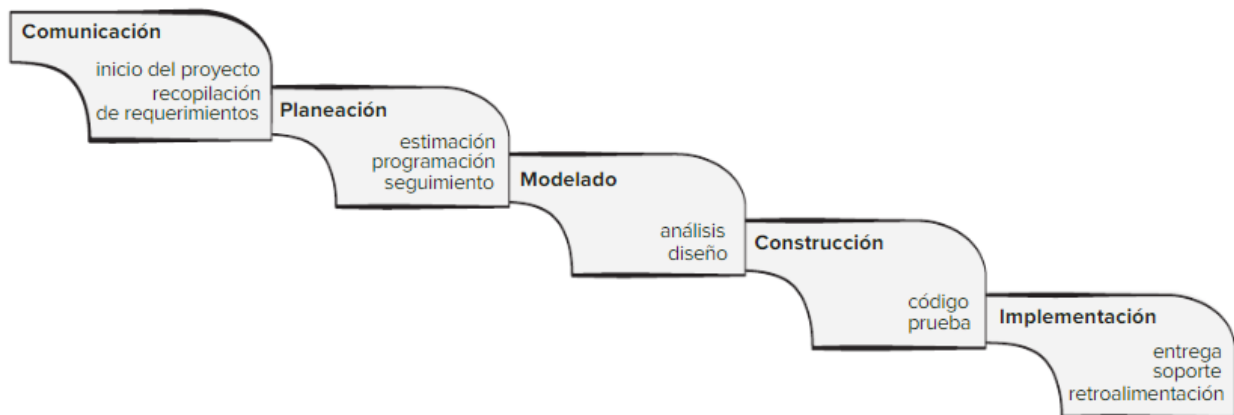 Comunicación
inicio del proyecto
recopilación
de requerimientos
Planeación
estimación
programación
seguimiento
Modelado
análisis
diseño
Construcción
código
prueba
Implementación
entrega
soporte
retroalimentación